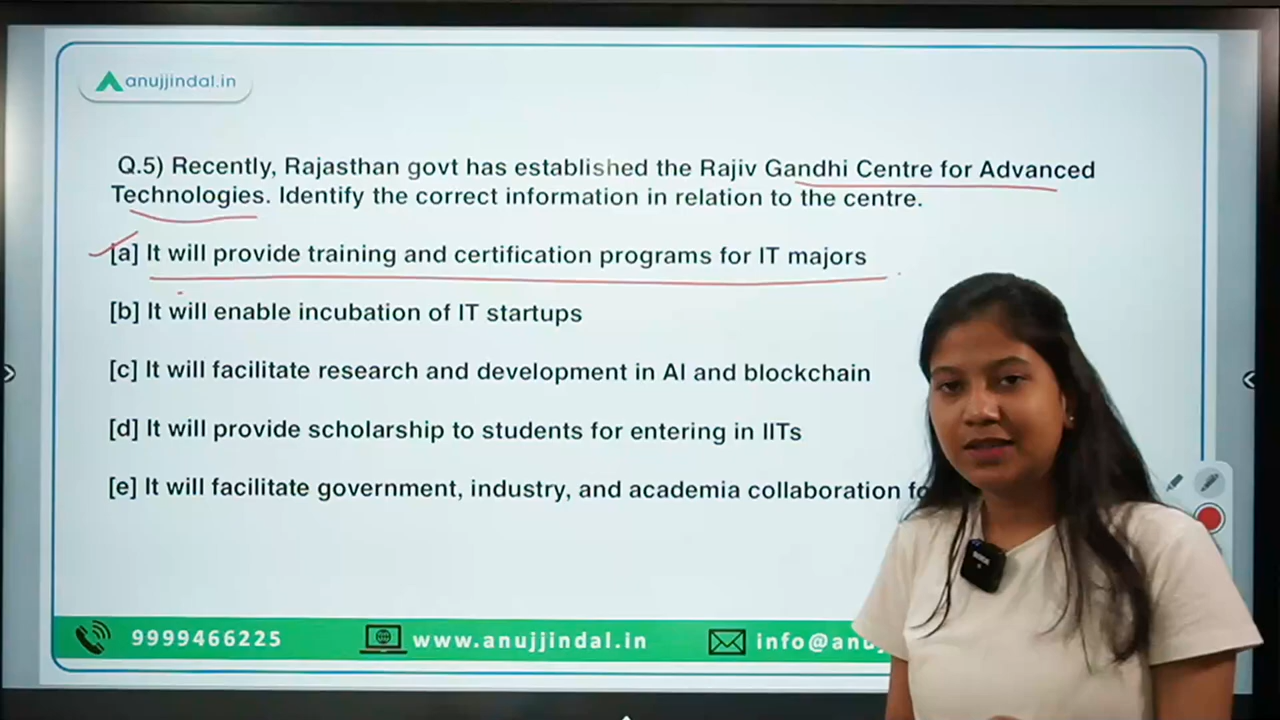 anujjindal.in
Q.5) Recently, Rajasthan govt has established the Rajiv Gandhi Centre for Advanced
Technologies. Identify the correct information in relation to the centre.
[a] It will provide training and certification programs for IT majors
[b] It will enable incubation of IT startups
[c] It will facilitate research and development in AI and blockchain
[d] It will provide scholarship to students for entering in IITs
[e] It will facilitate government, industry, and academia collaboration
9999466225 www.anujjindal.in